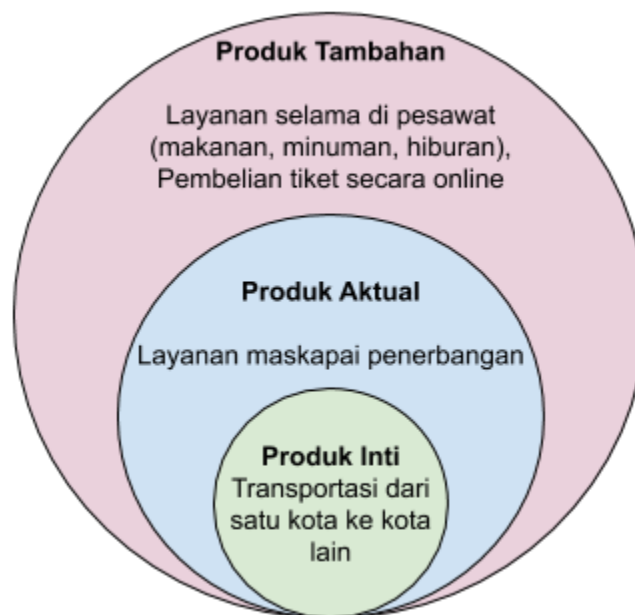 Produk Tambahan
Layanan selama di pesawat
(makanan, minuman, hiburan),
Pembelian tiket secara online
Produk Aktual
Layanan maskapai penerbangan
Produk Inti
Transportasi dari
satu kota ke kota
lain